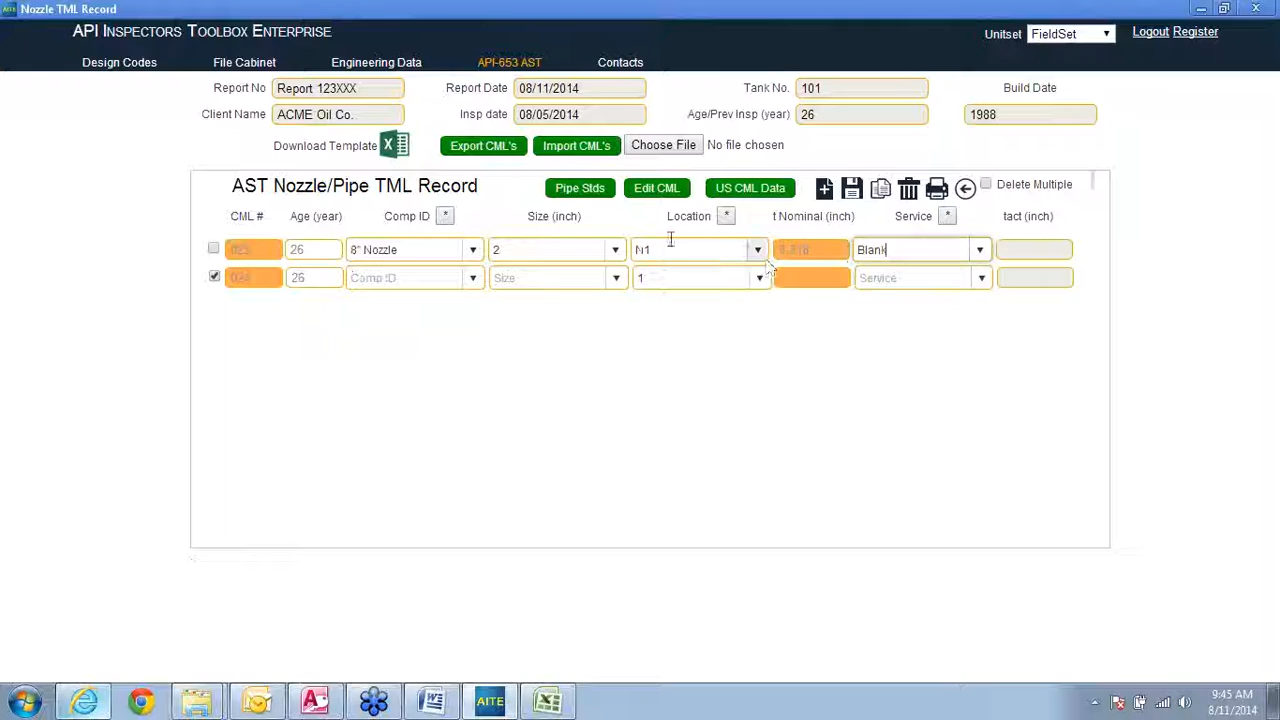 Nozzle TML Record
API INSPECTORS TOOLBOX ENTERPRISE
Unitset FieldSet Logout Register
Design Codes File Cabinet Engineering Data API-653 AST Contacts
Report No Report 123XXX Report Date 08/11/2014 Tank No. 101 Build Date
Client Name ACME Oil Co. Insp date 08/05/2014 Age/Prev Insp (year) 26 1988
Download Template Export CML's Import CML's Choose File No file chosen
AST Nozzle/Pipe TML Record Pipe Stds Edit CML US CML Data Delete Multiple
CML # Age (year) Comp ID * Size (inch) Location * t Nominal (inch) Service * tact (inch)
26 8" Nozzle 2 N1 Blank
26 Comp ID Size 1 Service
AITE
9:45 AM
8/11/2014